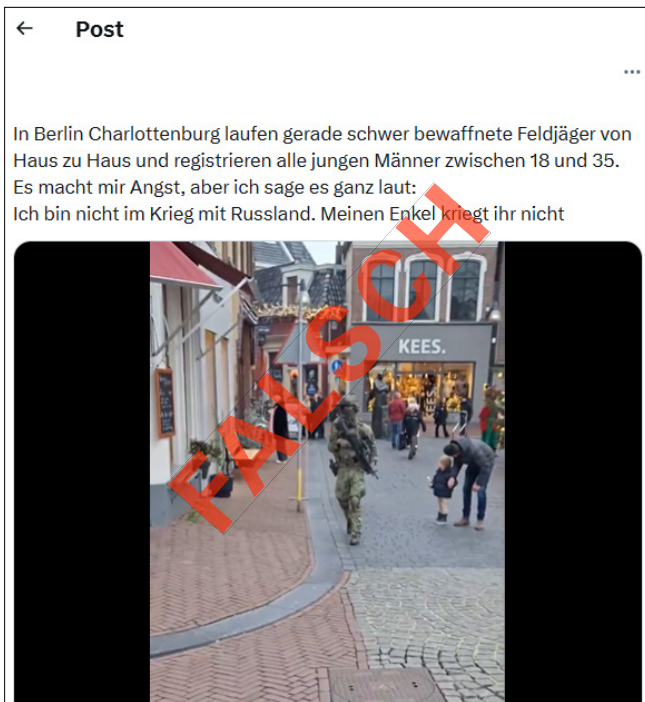 Post
In Berlin Charlottenburg laufen gerade schwer bewaffnete Feldjäger von
Haus zu Haus und registrieren alle jungen Männer zwischen 18 und 35.
Es macht mir Angst, aber ich sage es ganz laut:
Ich bin nicht im Krieg mit Russland. Meinen Enkel kriegt ihr nicht
FALSCH
KEES.
KEES.